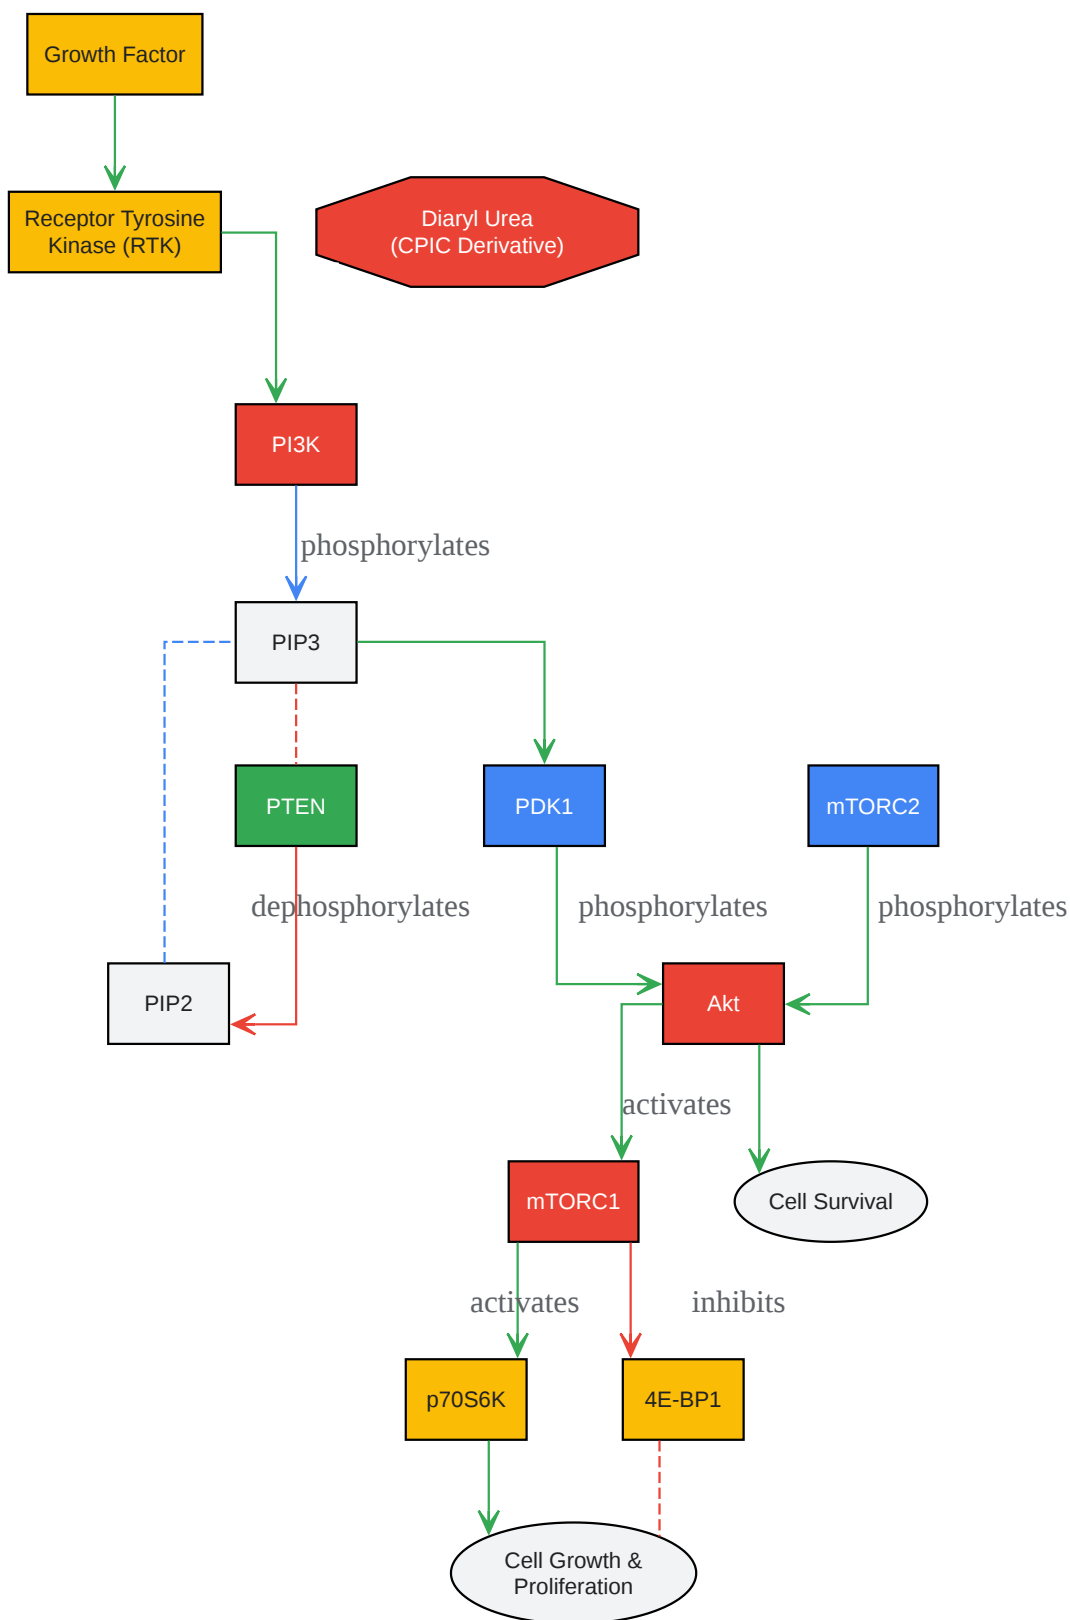 Growth Factor
Receptor Tyrosine
Kinase (RTK)
Diaryl Urea
(CPIC Derivative)
PI3K
phosphorylates
PIP3
PTEN
PDK1
mTORC2
dephosphorylates
phosphorylates
phosphorylates
PIP2
Akt
activates
mTORC1
Cell Survival
activates
inhibits
p70S6K
4E-BP1
Cell Growth &
Proliferation